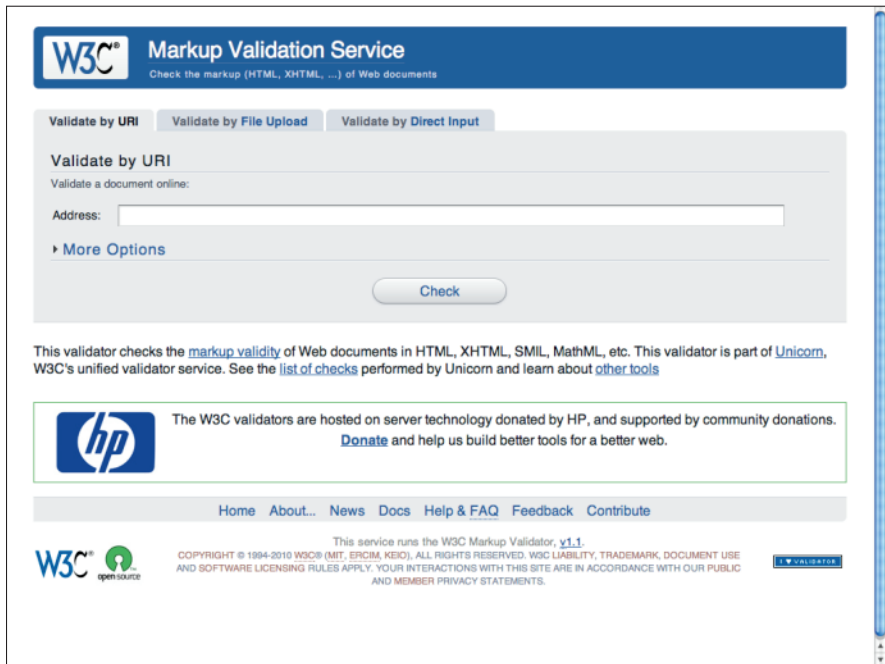 W3C®
Markup Validation Service
Check the markup (HTML, XHTML, ...) of Web documents
Validate by URI
Validate by File Upload
Validate by Direct Input
Validate by URI
Validate a document online:
Address:
More Options
Check
This validator checks the markup validity of Web documents in HTML, XHTML, SMIL, MathML, etc. This validator is part of Unicorn,
W3C's unified validator service. See the list of checks performed by Unicorn and learn about other tools
hp
The W3C validators are hosted on server technology donated by HP, and supported by community donations.
Donate and help us build better tools for a better web.
Home About... News Docs Help & FAQ Feedback Contribute
W3C®
open source
This service runs the W3C Markup Validator, v1.1.
COPYRIGHT © 1994-2010 W3C® (MIT, ERCIM, KEIO), ALL RIGHTS RESERVED. W3C LIABILITY, TRADEMARK, DOCUMENT USE
AND SOFTWARE LICENSING RULES APPLY. YOUR INTERACTIONS WITH THIS SITE ARE IN ACCORDANCE WITH OUR PUBLIC
AND MEMBER PRIVACY STATEMENTS.
I ♥ VALIDATOR